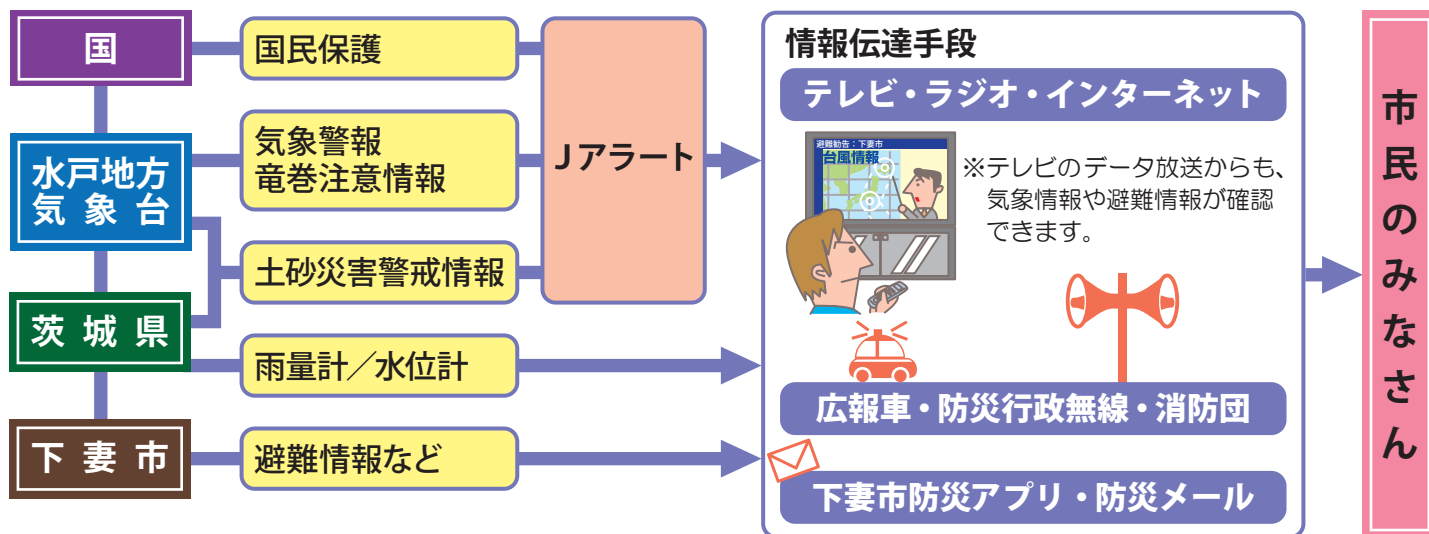 国
水戸地方
気象台
茨城県
下妻市
国民保護
気象警報
竜巻注意情報
土砂災害警戒情報
雨量計／水位計
避難情報など
Jアラート
情報伝達手段
テレビ・ラジオ・インターネット
避難勧告：下妻市
台風情報
※テレビのデータ放送からも、
気象情報や避難情報が確認
できます。
広報車・防災行政無線・消防団
下妻市防災アプリ・防災メール
市民のみなさん